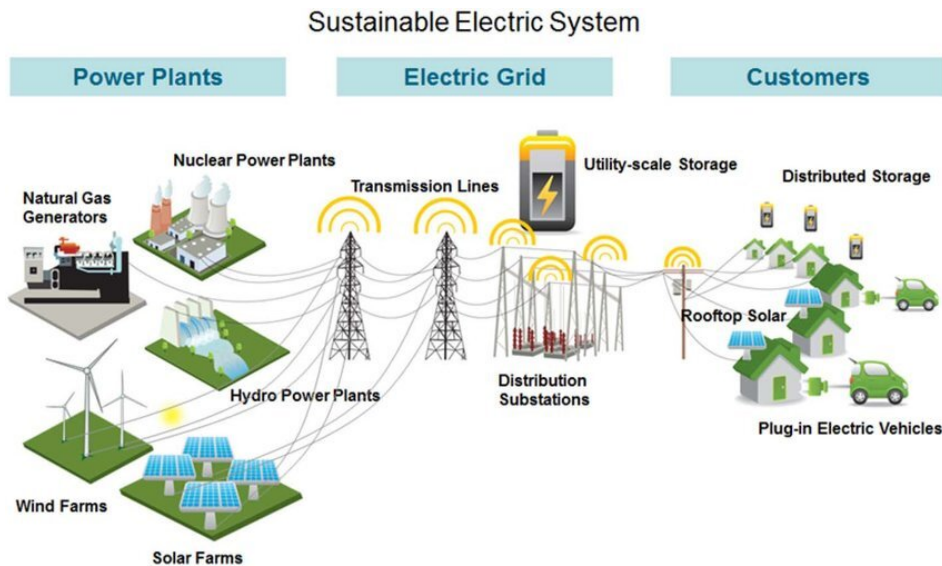 Sustainable Electric System
Power Plants
Electric Grid
Customers
Nuclear Power Plants
Natural Gas
Generators
Transmission Lines
Utility-scale Storage
Distributed Storage
Rooftop Solar
Hydro Power Plants
Distribution
Substations
Plug-in Electric Vehicles
Wind Farms
Solar Farms